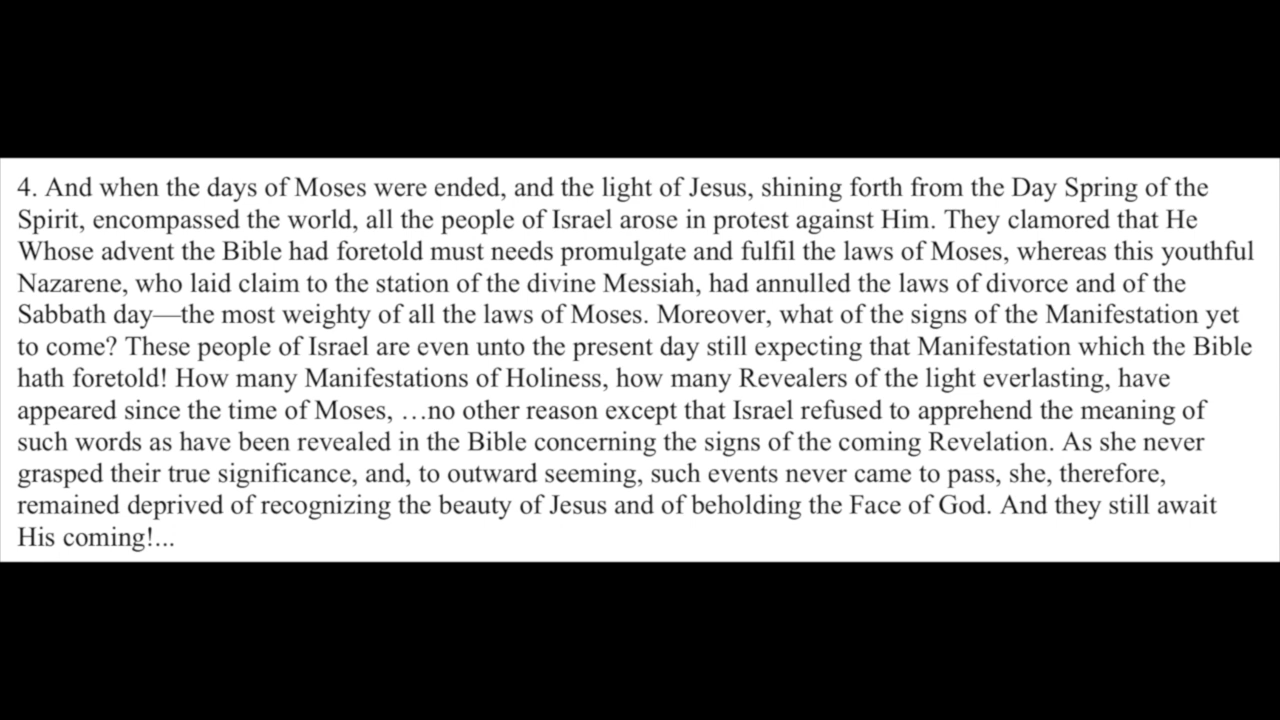 4. And when the days of Moses were ended, and the light of Jesus, shining forth from the Day Spring of the
Spirit, encompassed the world, all the people of Israel arose in protest against Him. They clamored that He
Whose advent the Bible had foretold must needs promulgate and fulfil the laws of Moses, whereas this youthful
Nazarene, who laid claim to the station of the divine Messiah, had annulled the laws of divorce and of the
Sabbath day—the most weighty of all the laws of Moses. Moreover, what of the signs of the Manifestation yet
to come? These people of Israel are even unto the present day still expecting that Manifestation which the Bible
hath foretold! How many Manifestations of Holiness, how many Revealers of the light everlasting, have
appeared since the time of Moses, …no other reason except that Israel refused to apprehend the meaning of
such words as have been revealed in the Bible concerning the signs of the coming Revelation. As she never
grasped their true significance, and, to outward seeming, such events never came to pass, she, therefore,
remained deprived of recognizing the beauty of Jesus and of beholding the Face of God. And they still await
His coming!...